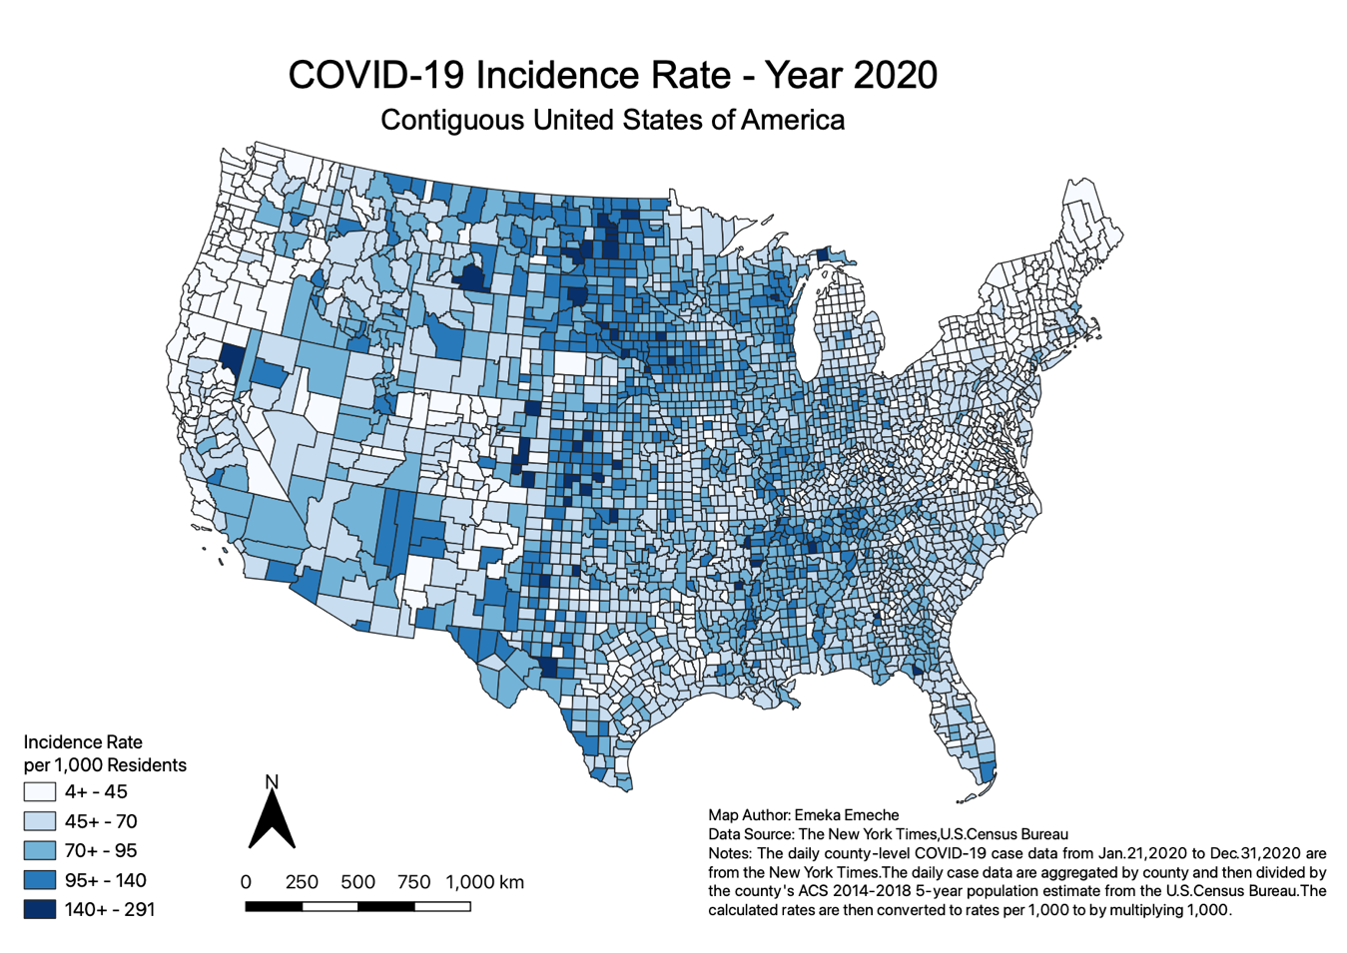 COVID-19 Incidence Rate - Year 2020
Contiguous United States of America
Incidence Rate
per 1,000 Residents
4+ - 45
45+ - 70
70+ - 95
95+ - 140
140+ - 291
N
0 250 500 750 1,000 km
Map Author: Emeka Emeche
Data Source: The New York Times,U.S.Census Bureau
Notes: The daily county-level COVID-19 case data from Jan.21,2020 to Dec.31,2020 are
from the New York Times.The daily case data are aggregated by county and then divided by
the county's ACS 2014-2018 5-year population estimate from the U.S.Census Bureau.The
calculated rates are then converted to rates per 1,000 to by multiplying 1,000.